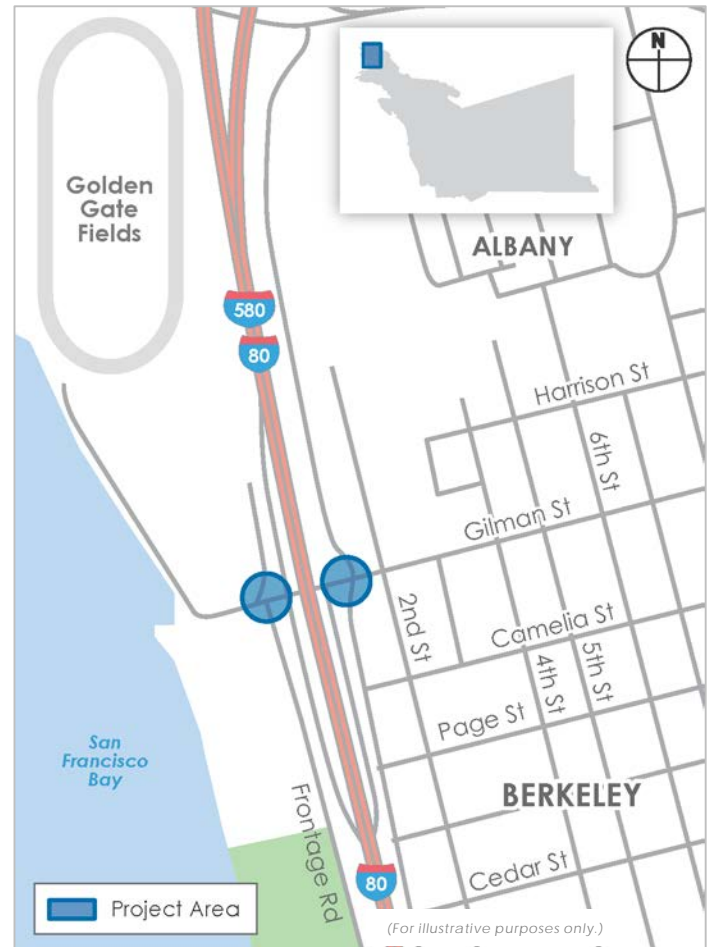 N
Golden
Gate
Fields
ALBANY
580
80
Harrison St
6th St
Gilman St
2nd St
Camelia St
4th St
5th St
Page St
San
Francisco
Bay
Frontage Rd
BERKELEY
Cedar St
80
Project Area
(For illustrative purposes only.)